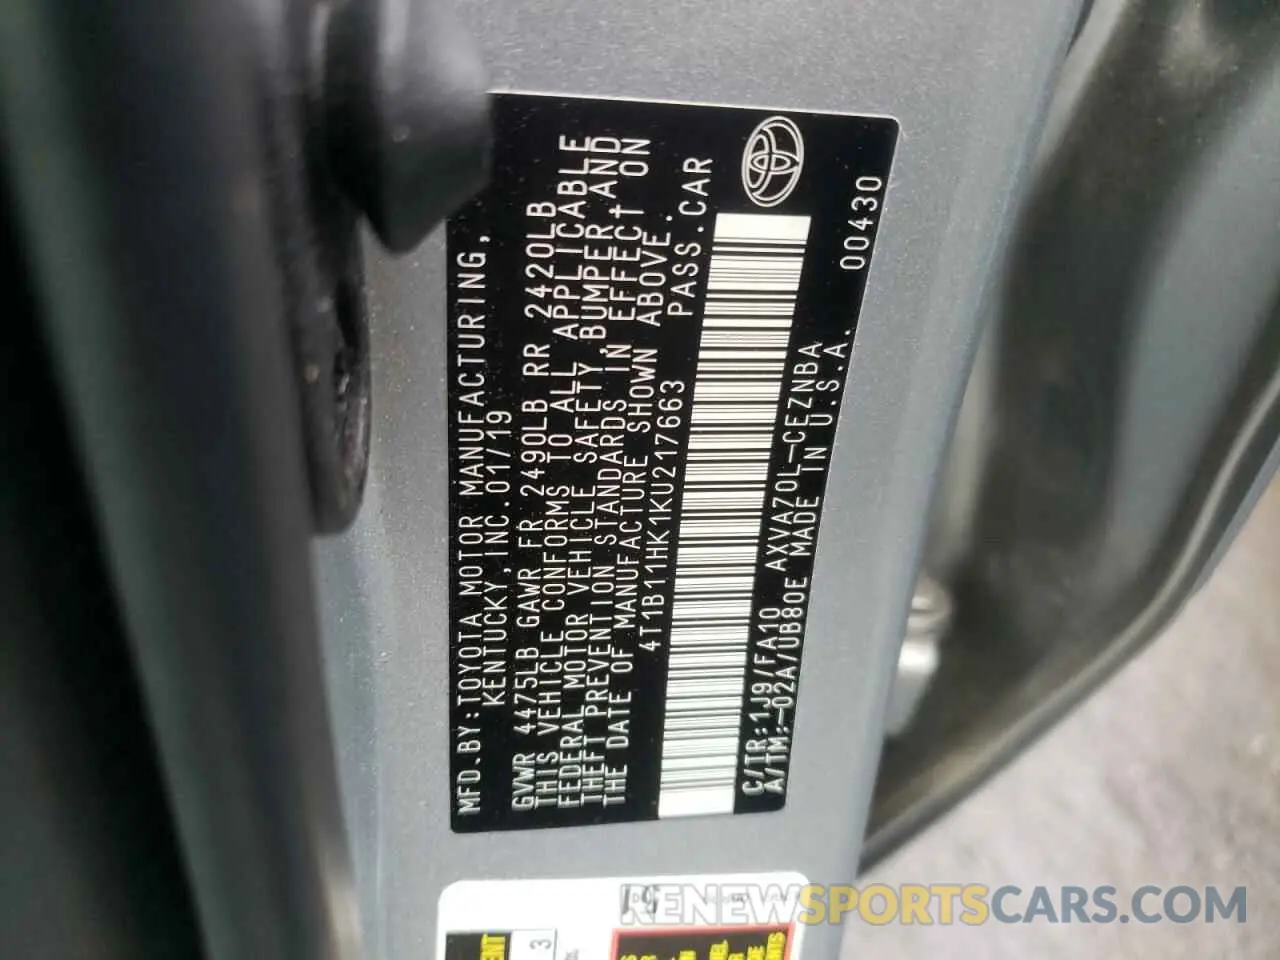 MFD.BY:TOYOTA MOTOR MANUFACTURING,
KENTUCKY,INC.01/19
GVWR 4475LB GAWR FR 2490LB RR 2420LB
THIS VEHICLE CONFORMS TO ALL APPLICABLE
FEDERAL MOTOR VEHICLE SAFETY,BUMPER,AND
THEFT PREVENTION STANDARDS IN EFFECT ON
THE DATE OF MANUFACTURE SHOWN ABOVE.
4T1B11HK1KU217663 PASS.CAR
C/TR:1J9/FA10 AXVA70L-CEZNBA
A/TM:-02A/UB80E MADE IN U.S.A.
00430
RENEWSPORTSCARS.COM
3